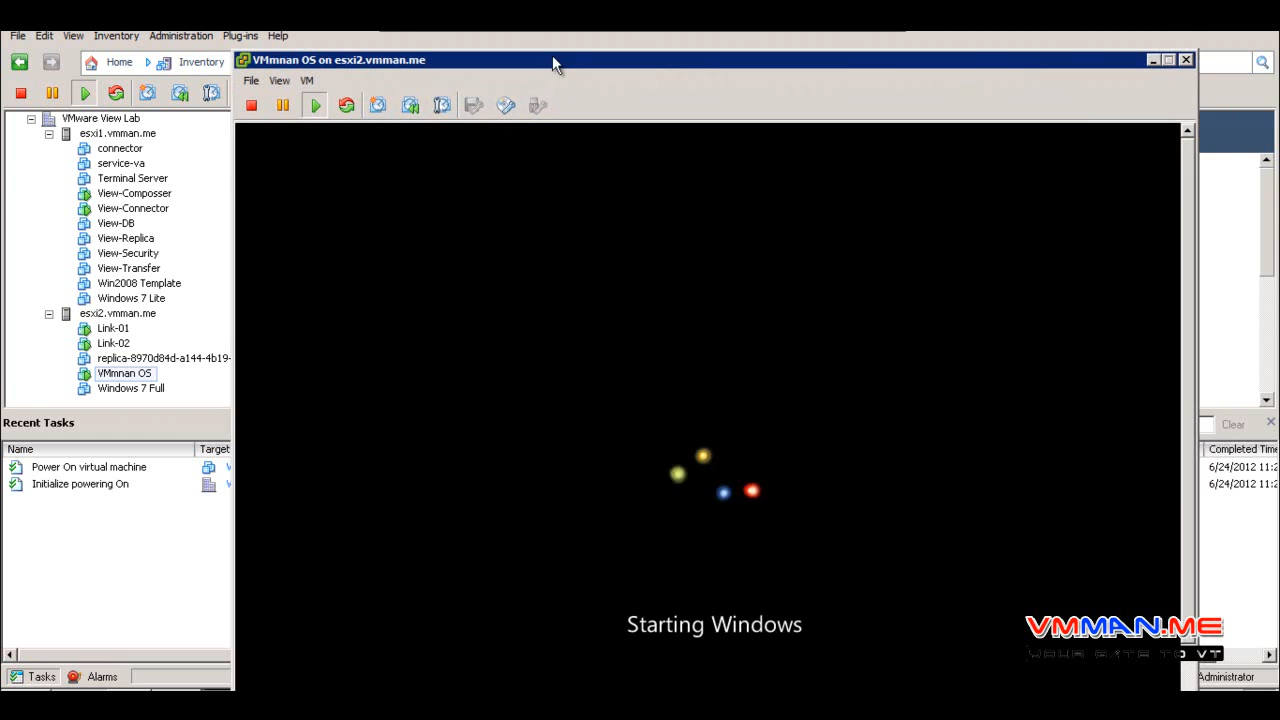 File Edit View Inventory Administration Plug-ins Help
Home Inventory
VMmnan OS on esxi2.vmman.me
File View VM
VMware View Lab
esxi1.vmman.me
connector
service-va
Terminal Server
View-Composser
View-Connector
View-DB
View-Replica
View-Security
View-Transfer
Win2008 Template
Windows 7 Lite
esxi2.vmman.me
Link-01
Link-02
replica-8970d84d-a144-4b19-
VMmnan OS
Windows 7 Full
Recent Tasks
Clear
Name Target
Completed Time
Power On virtual machine
6/24/2012 11:2
Initialize powering On
6/24/2012 11:2
Starting Windows
VMMAN.ME
YOUR GATE TO VT
Tasks Alarms
Administrator